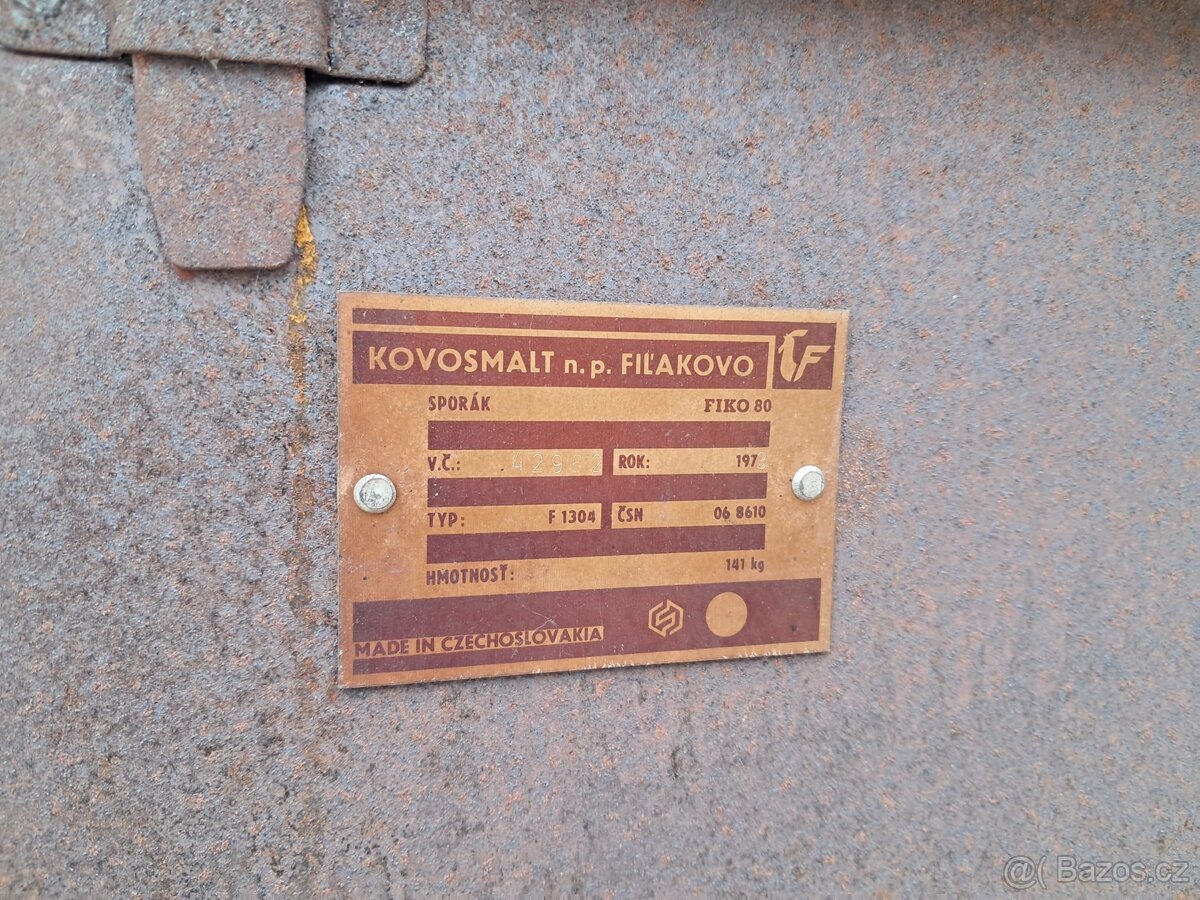 KOVOSMALT n.p. FIĽAKOVO
SPORÁK FIKO 80
V.Č.: ROK: 197
TYP: F 1304 ČSN 06 8610
HMOTNOSŤ: 141 kg
MADE IN CZECHOSLOVAKIA
@( Bazos.cz